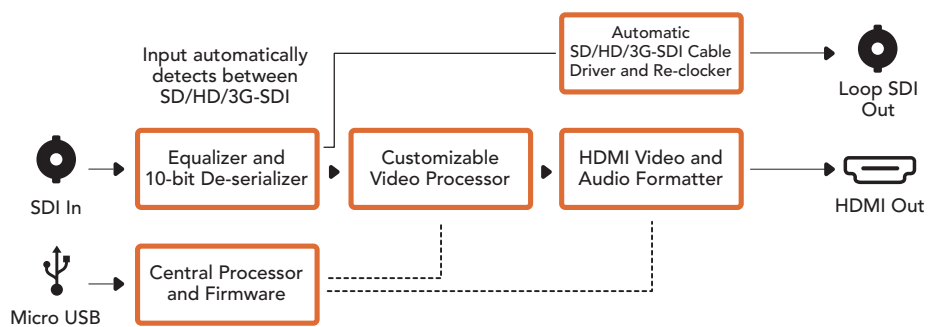 Input automatically
detects between
SD/HD/3G-SDI
Automatic
SD/HD/3G-SDI Cable
Driver and Re-clocker
Loop SDI
Out
SDI In
Equalizer and
10-bit De-serializer
Customizable
Video Processor
HDMI Video and
Audio Formatter
HDMI Out
Micro USB
Central Processor
and Firmware